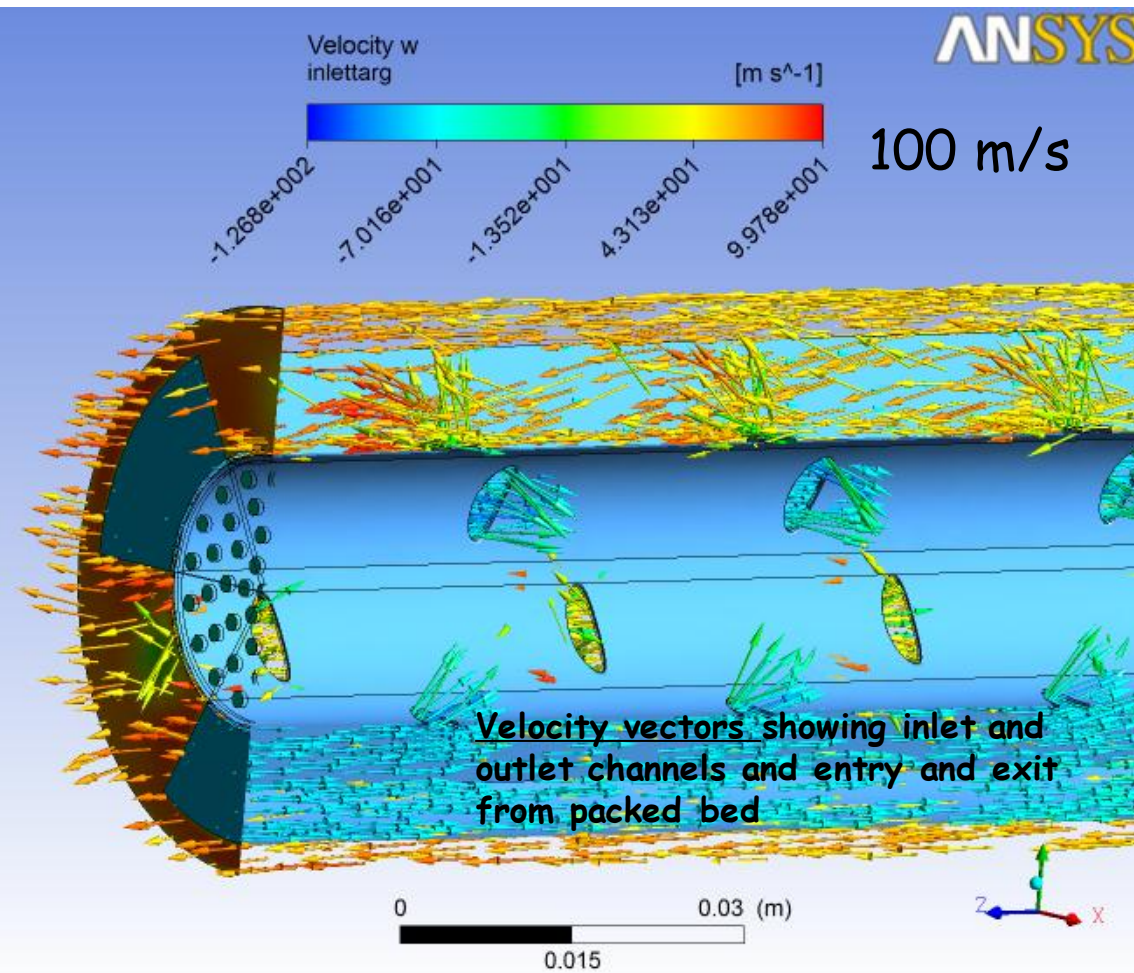 ANSYS
Velocity w
inlettarg
[m s^-1]
100 m/s
-1.268e+002
-7.016e+001
-1.352e+001
4.313e+001
9.978e+001
Velocity vectors showing inlet and
outlet channels and entry and exit
from packed bed
0
0.03 (m)
0.015
Z
X